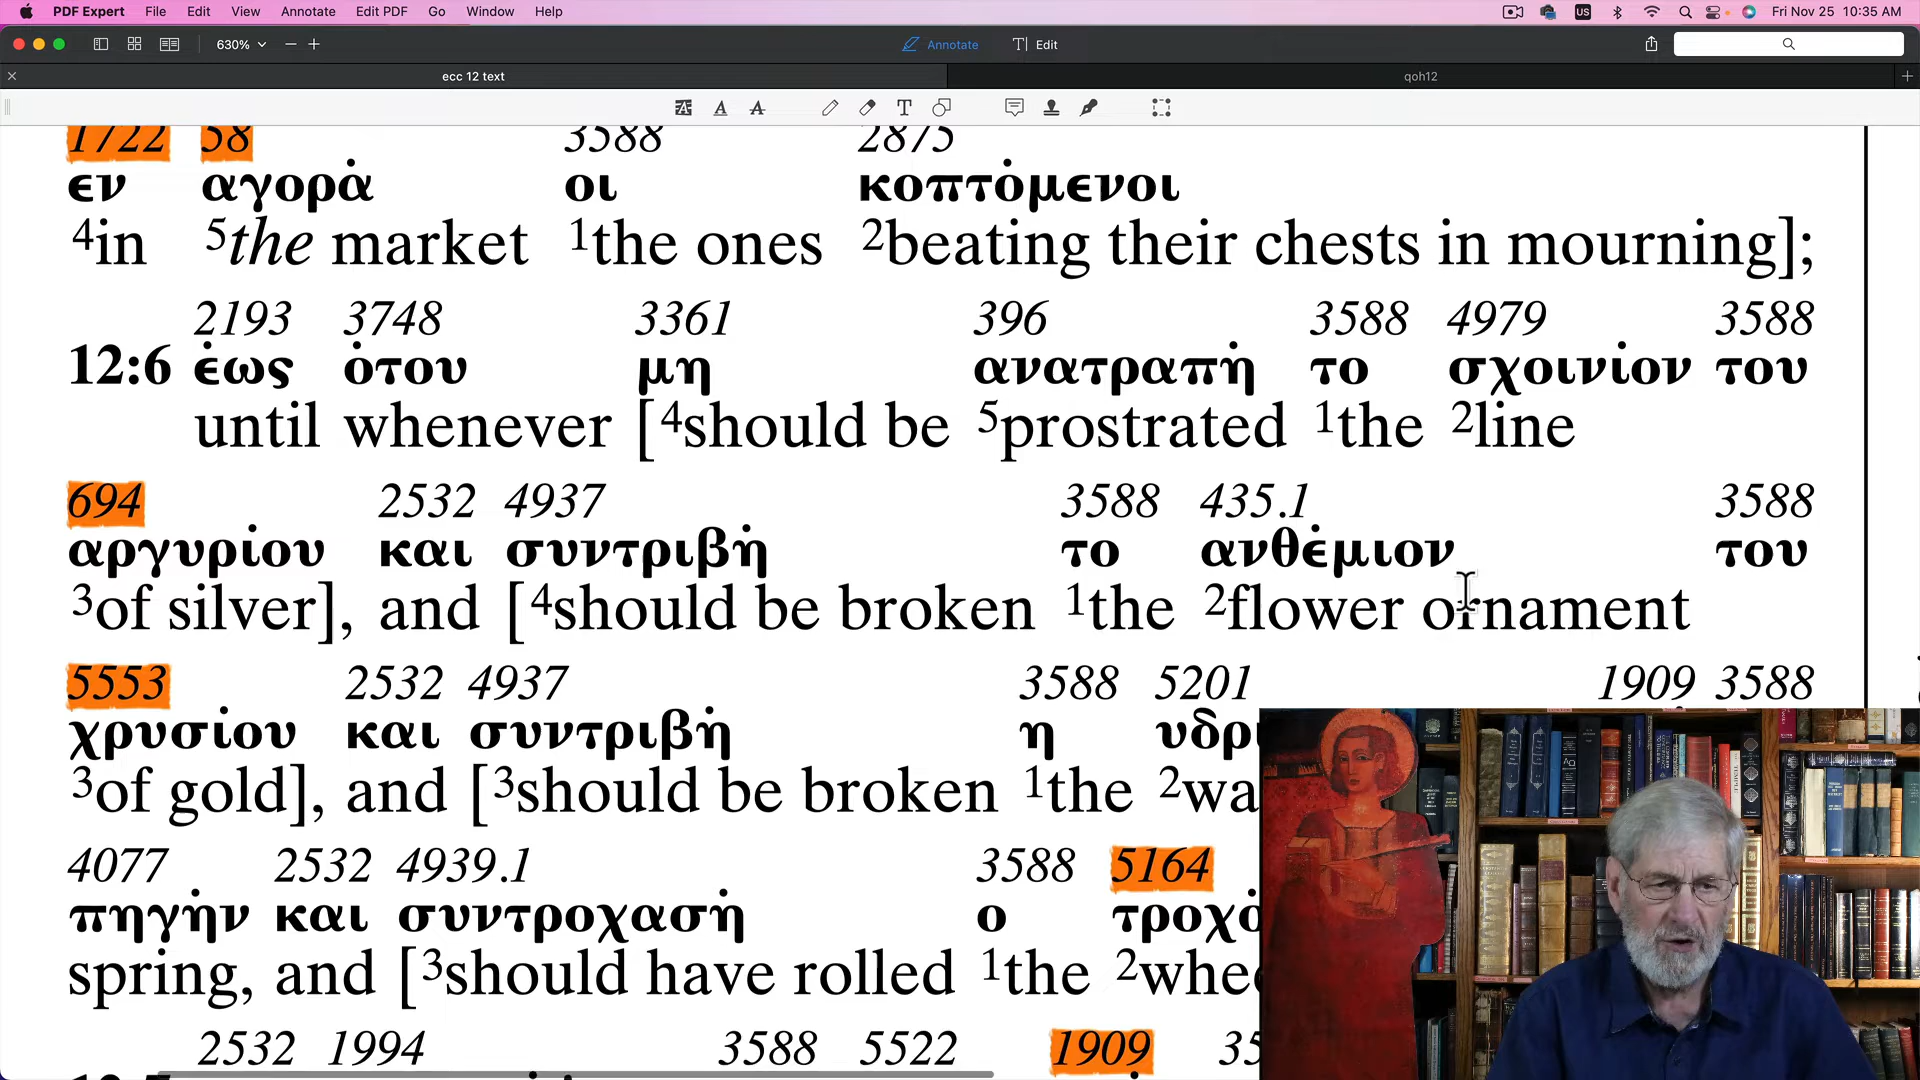 PDF Expert File Edit View Annotate Edit PDF Go Window Help US Fri Nov 25 10:35 AM
630% Annotate T Edit
ecc 12 text qoh12
1722 58 3588 2875
εν αγορά οι κοπτόμενοι
4in 5the market 1the ones 2beating their chests in mourning];
2193 3748 3361 396 3588 4979 3588
12:6 έως ότου μη ανατραπή το σχοινίον του
until whenever [4should be 5prostrated 1the 2line
694 2532 4937 3588 435.1 3588
αργυρίου και συντριβή το ανθέμιον του
3of silver], and [4should be broken 1the 2flower ornament
5553 2532 4937 3588 5201 1909 3588
χρυσίου και συντριβή η υδρ
3of gold], and [3should be broken 1the 2wa
4077 2532 4939.1 3588 5164
πηγήν και συντροχασή ο τροχό
spring, and [3should have rolled 1the 2whe
2532 1994 3588 5522 1909 35